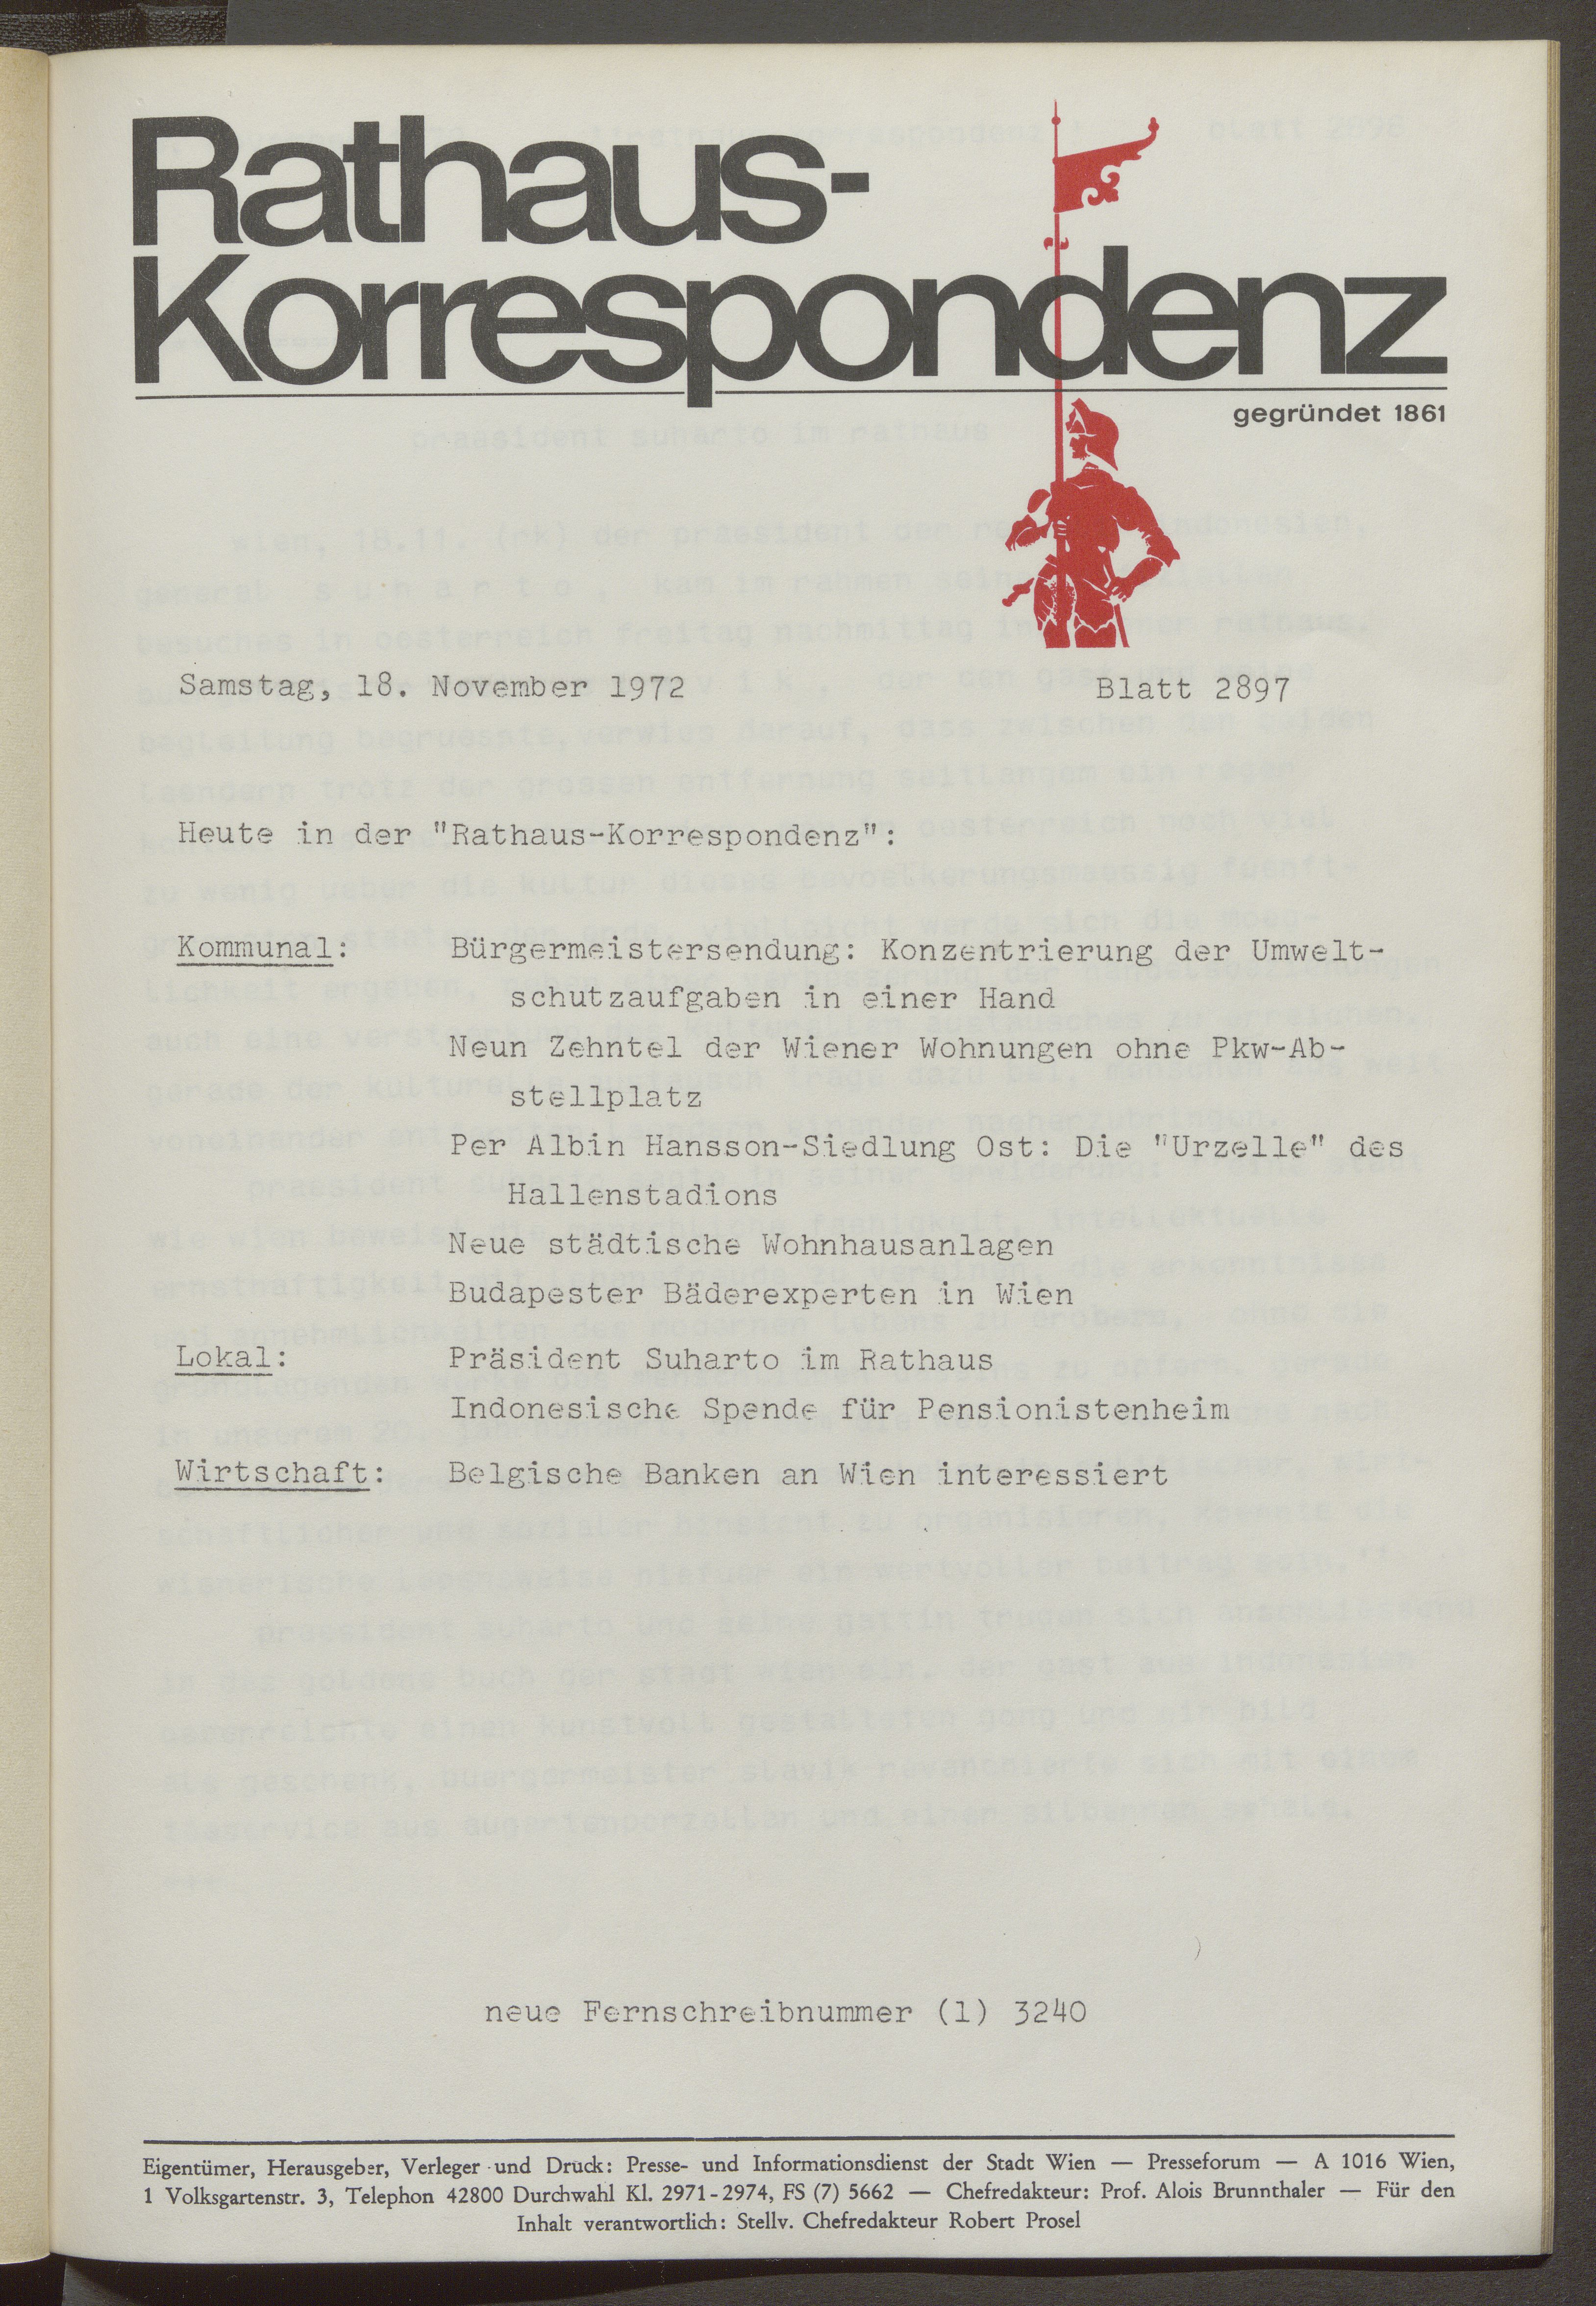 Rathaus-
Korrespondenz
gegründet 1861
Samstag, 18. November 1972 Blatt 2897
Heute in der "Rathaus-Korrespondenz":
Kommunal: Bürgermeistersendung: Konzentrierung der Umwelt-
schutzaufgaben in einer Hand
Neun Zehntel der Wiener Wohnungen ohne Pkw-Ab-
stellplatz
Per Albin Hansson-Siedlung Ost: Die "Urzelle" des
Hallenstadions
Neue städtische Wohnhausanlagen
Budapester Bäderexperten in Wien
Lokal: Präsident Suharto im Rathaus
Indonesische Spende für Pensionistenheim
Wirtschaft: Belgische Banken an Wien interessiert
neue Fernschreibnummer (1) 3240
Eigentümer, Herausgeber, Verleger und Druck: Presse- und Informationsdienst der Stadt Wien — Presseforum — A 1016 Wien,
1 Volksgartenstr. 3, Telephon 42800 Durchwahl Kl. 2971-2974, FS (7) 5662 — Chefredakteur: Prof. Alois Brunnthaler — Für den
Inhalt verantwortlich: Stellv. Chefredakteur Robert Prosel